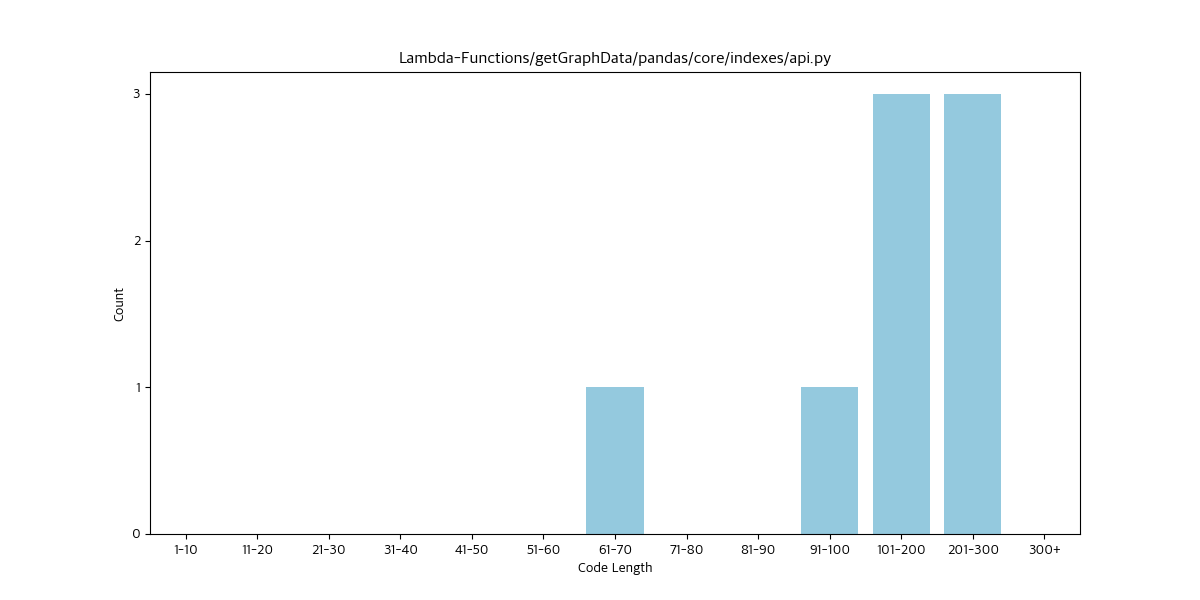 Lambda-Functions/getGraphData/pandas/core/indexes/api.py
3
2
1
0
Count
1-10 11-20 21-30 31-40 41-50 51-60 61-70 71-80 81-90 91-100 101-200 201-300 300+
Code Length